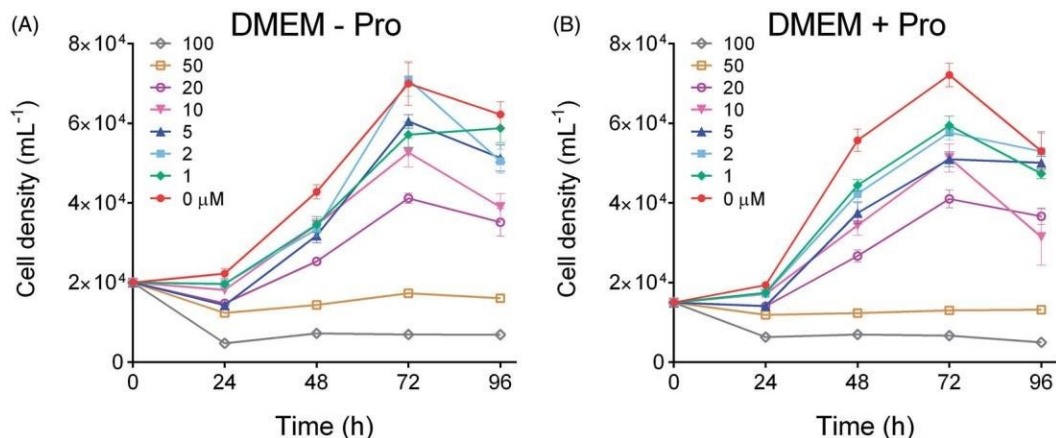 (A) DMEM - Pro
8×10⁴
6×10⁴
4×10⁴
2×10⁴
0
Cell density (mL⁻¹)
100
50
20
10
5
2
1
0 μM
0 24 48 72 96
Time (h)
(B) DMEM + Pro
8×10⁴
6×10⁴
4×10⁴
2×10⁴
0
Cell density (mL⁻¹)
100
50
20
10
5
2
1
0 μM
0 24 48 72 96
Time (h)